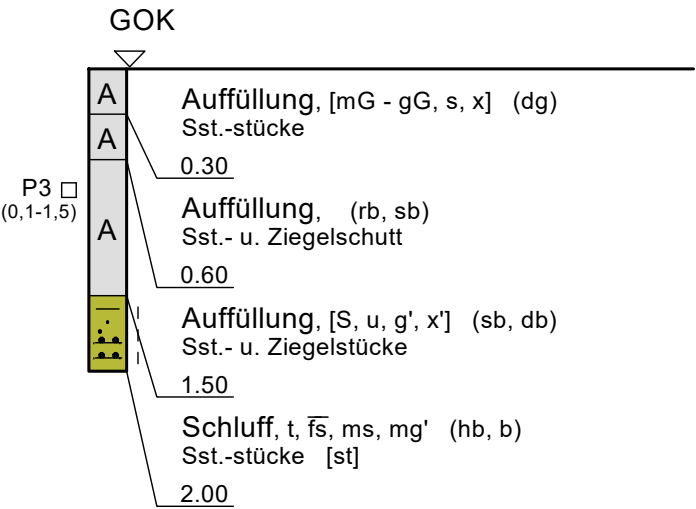 GOK
A
Auffüllung, [mG - gG, s, x] (dg)
Sst.-stücke
0.30
A
P3
(0,1-1,5)
Auffüllung, (rb, sb)
Sst.- u. Ziegelschutt
0.60
A
Auffüllung, [S, u, g', x'] (sb, db)
Sst.- u. Ziegelstücke
1.50
Schluff, t, f̅s̅, ms, mg' (hb, b)
Sst.-stücke [st]
2.00